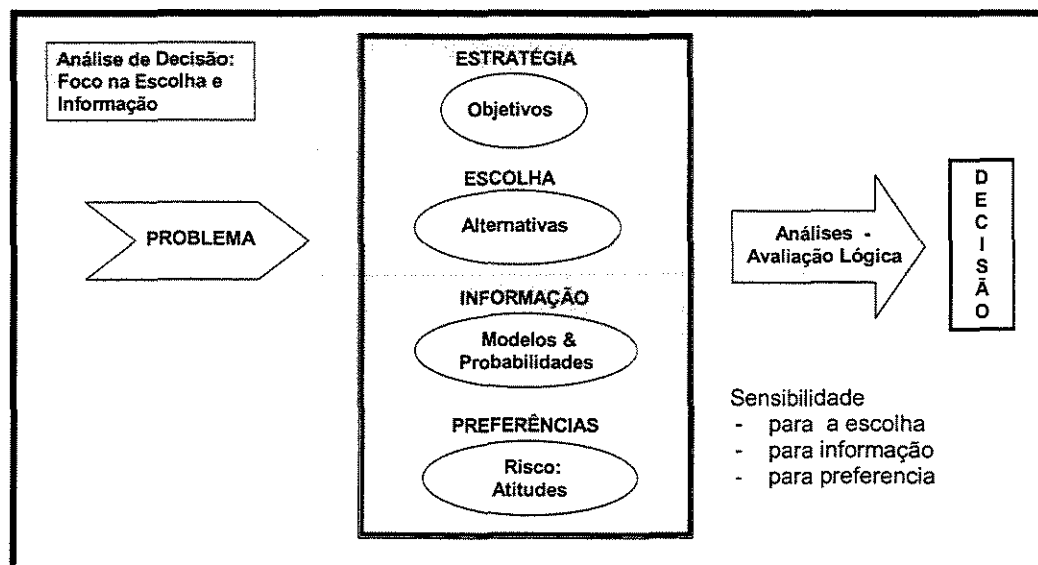 Análise de Decisão:
Foco na Escolha e
Informação
PROBLEMA
ESTRATÉGIA
Objetivos
ESCOLHA
Alternativas
INFORMAÇÃO
Modelos &
Probabilidades
PREFERÊNCIAS
Risco:
Atitudes
Análises -
Avaliação Lógica
D
E
C
I
S
Ã
O
Sensibilidade
- para a escolha
- para informação
- para preferencia